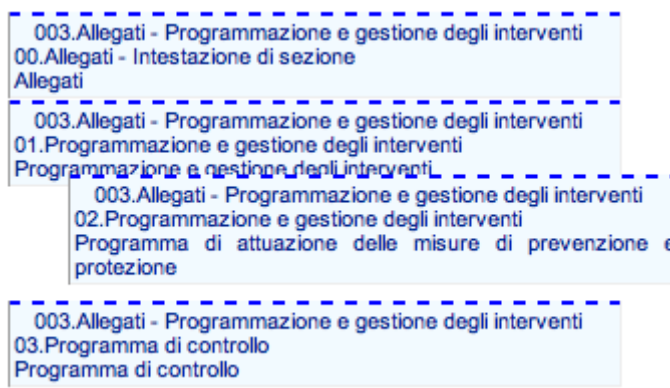 003.Allegati - Programmazione e gestione degli interventi
00.Allegati - Intestazione di sezione
Allegati
003.Allegati - Programmazione e gestione degli interventi
01.Programmazione e gestione degli interventi
Programmazione e gestione degli interventi
003.Allegati - Programmazione e gestione degli interventi
02.Programmazione e gestione degli interventi
Programma di attuazione delle misure di prevenzione e
protezione
003.Allegati - Programmazione e gestione degli interventi
03.Programma di controllo
Programma di controllo